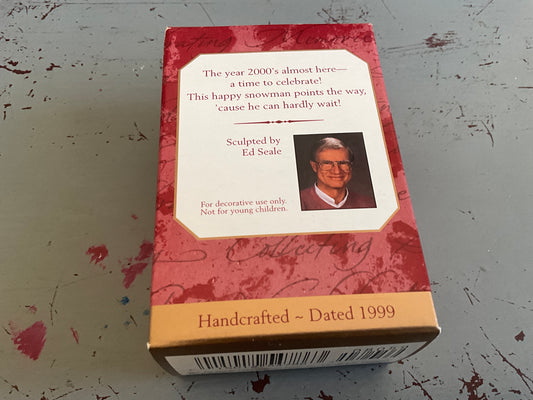 The year 2000's almost here—
a time to celebrate!
This happy snowman points the way,
'cause he can hardly wait!
Sculpted by
Ed Seale
For decorative use only.
Not for young children.
Collecting
Handcrafted ~ Dated 1999